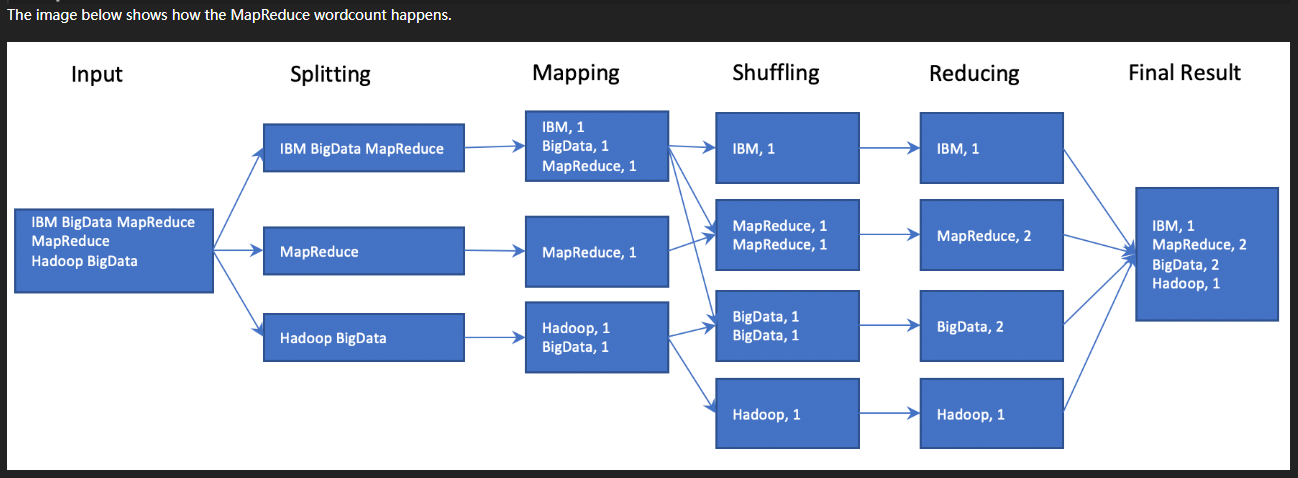 The image below shows how the MapReduce wordcount happens.
Input
Splitting
Mapping
Shuffling
Reducing
Final Result
IBM BigData MapReduce
MapReduce
Hadoop BigData
IBM BigData MapReduce
MapReduce
Hadoop BigData
IBM, 1
BigData, 1
MapReduce, 1
MapReduce, 1
Hadoop, 1
BigData, 1
IBM, 1
MapReduce, 1
MapReduce, 1
BigData, 1
BigData, 1
Hadoop, 1
IBM, 1
MapReduce, 2
BigData, 2
Hadoop, 1
IBM, 1
MapReduce, 2
BigData, 2
Hadoop, 1